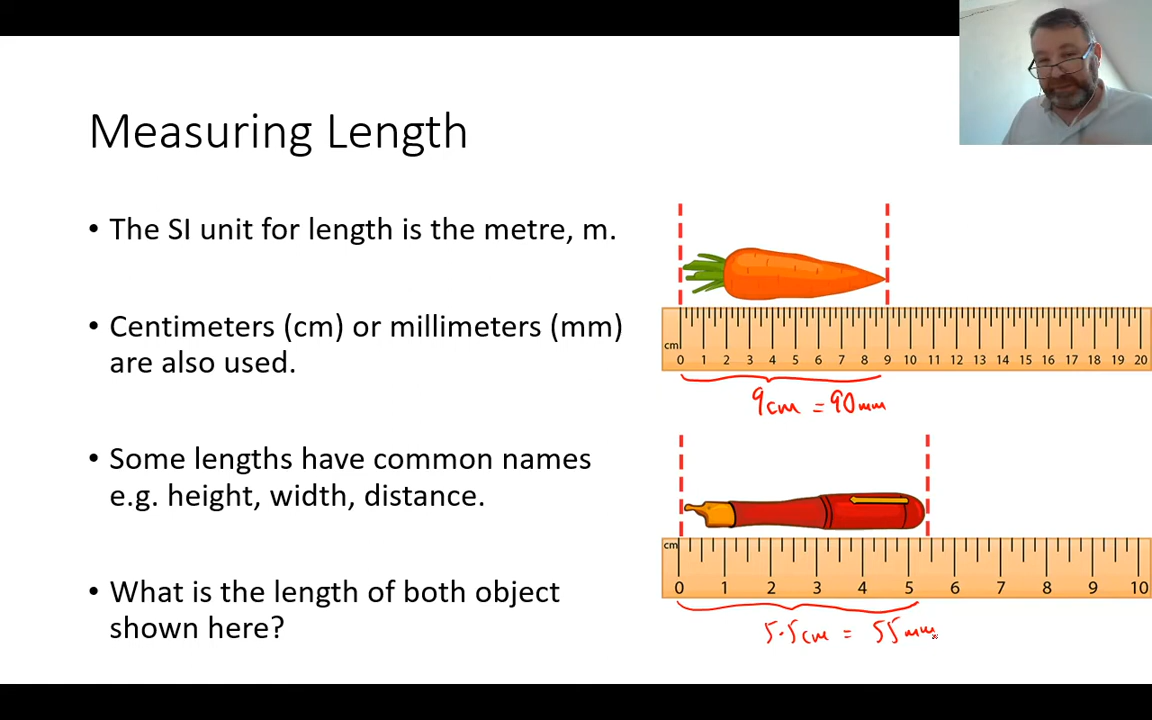 Measuring Length
• The SI unit for length is the metre, m.
• Centimeters (cm) or millimeters (mm)
are also used.
• Some lengths have common names
e.g. height, width, distance.
• What is the length of both object
shown here?
cm
0 1 2 3 4 5 6 7 8 9 10 11 12 13 14 15 16 17 18 19 20
9cm = 90mm
cm
0 1 2 3 4 5 6 7 8 9 10
5.5cm = 55mm